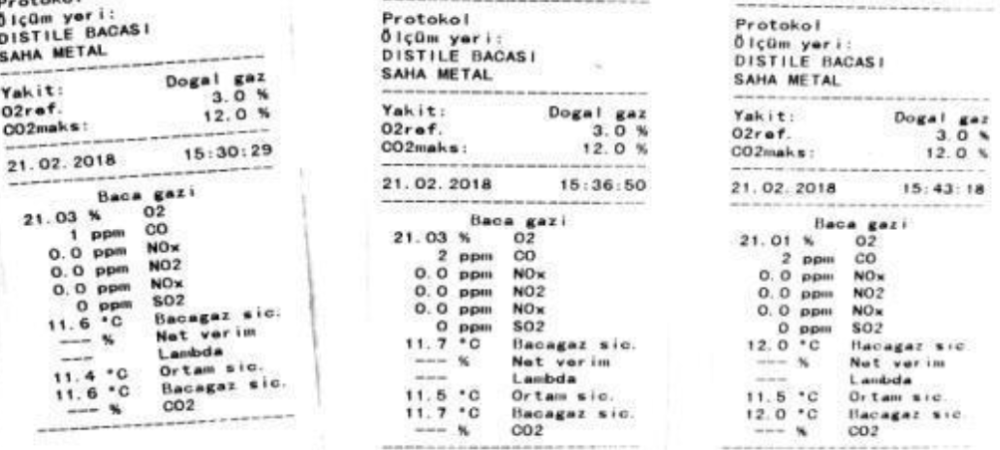 Protokol
Ölçüm yeri:
DISTILE BACASI
SAHA METAL
Yakit: Dogal gaz
O2ref. 3.0 %
CO2maks: 12.0 %
21.02.2018 15:30:29
Baca gazi
21.03 % O2
1 ppm CO
0.0 ppm NOx
0.0 ppm NO2
0.0 ppm NOx
0 ppm SO2
11.6 °C Bacagaz sic.
--- % Net verim
--- Lambda
11.4 °C Ortam sic.
11.6 °C Bacagaz sic.
--- % CO2
Protokol
Ölçüm yeri:
DISTILE BACASI
SAHA METAL
Yakit: Dogal gaz
O2ref. 3.0 %
CO2maks: 12.0 %
21.02.2018 15:36:50
Baca gazi
21.03 % O2
2 ppm CO
0.0 ppm NOx
0.0 ppm NO2
0.0 ppm NOx
0 ppm SO2
11.7 °C Bacagaz sic.
--- % Net verim
--- Lambda
11.5 °C Ortam sic.
11.7 °C Bacagaz sic.
--- % CO2
Protokol
Ölçüm yeri:
DISTILE BACASI
SAHA METAL
Yakit: Dogal gaz
O2ref. 3.0 %
CO2maks: 12.0 %
21.02.2018 15:43:18
Baca gazi
21.01 % O2
2 ppm CO
0.0 ppm NOx
0.0 ppm NO2
0.0 ppm NOx
0 ppm SO2
12.0 °C Bacagaz sic.
--- % Net verim
--- Lambda
11.5 °C Ortam sic.
12.0 °C Bacagaz sic.
--- % CO2